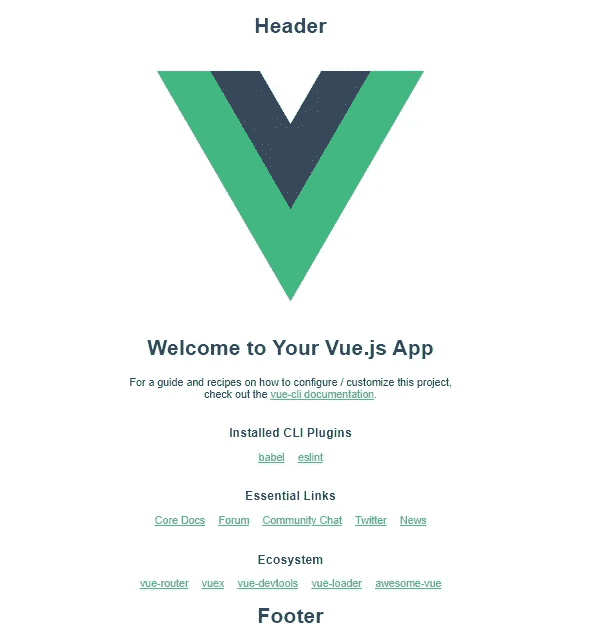 Header
Welcome to Your Vue.js App
For a guide and recipes on how to configure / customize this project,
check out the vue-cli documentation.
Installed CLI Plugins
babel eslint
Essential Links
Core Docs Forum Community Chat Twitter News
Ecosystem
vue-router vuex vue-devtools vue-loader awesome-vue
Footer